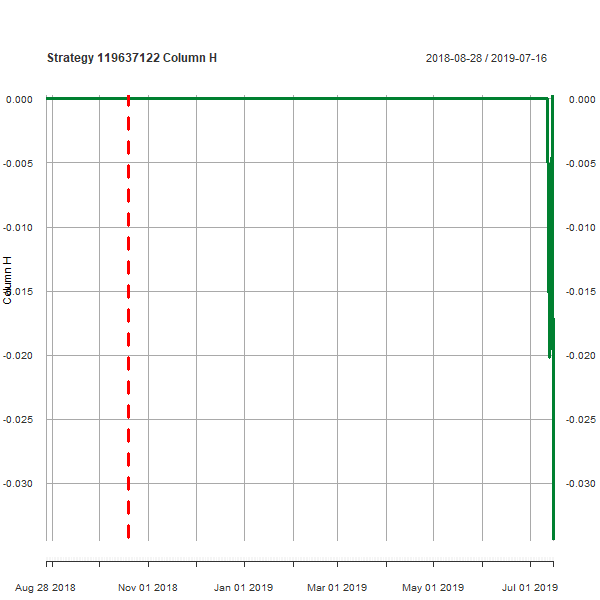 Strategy 119637122 Column H
2018-08-28 / 2019-07-16
0.000 0.000
-0.005 -0.005
-0.010 -0.010
Column H
-0.015 -0.015
-0.020 -0.020
-0.025 -0.025
-0.030 -0.030
Aug 28 2018 Nov 01 2018 Jan 01 2019 Mar 01 2019 May 01 2019 Jul 01 2019